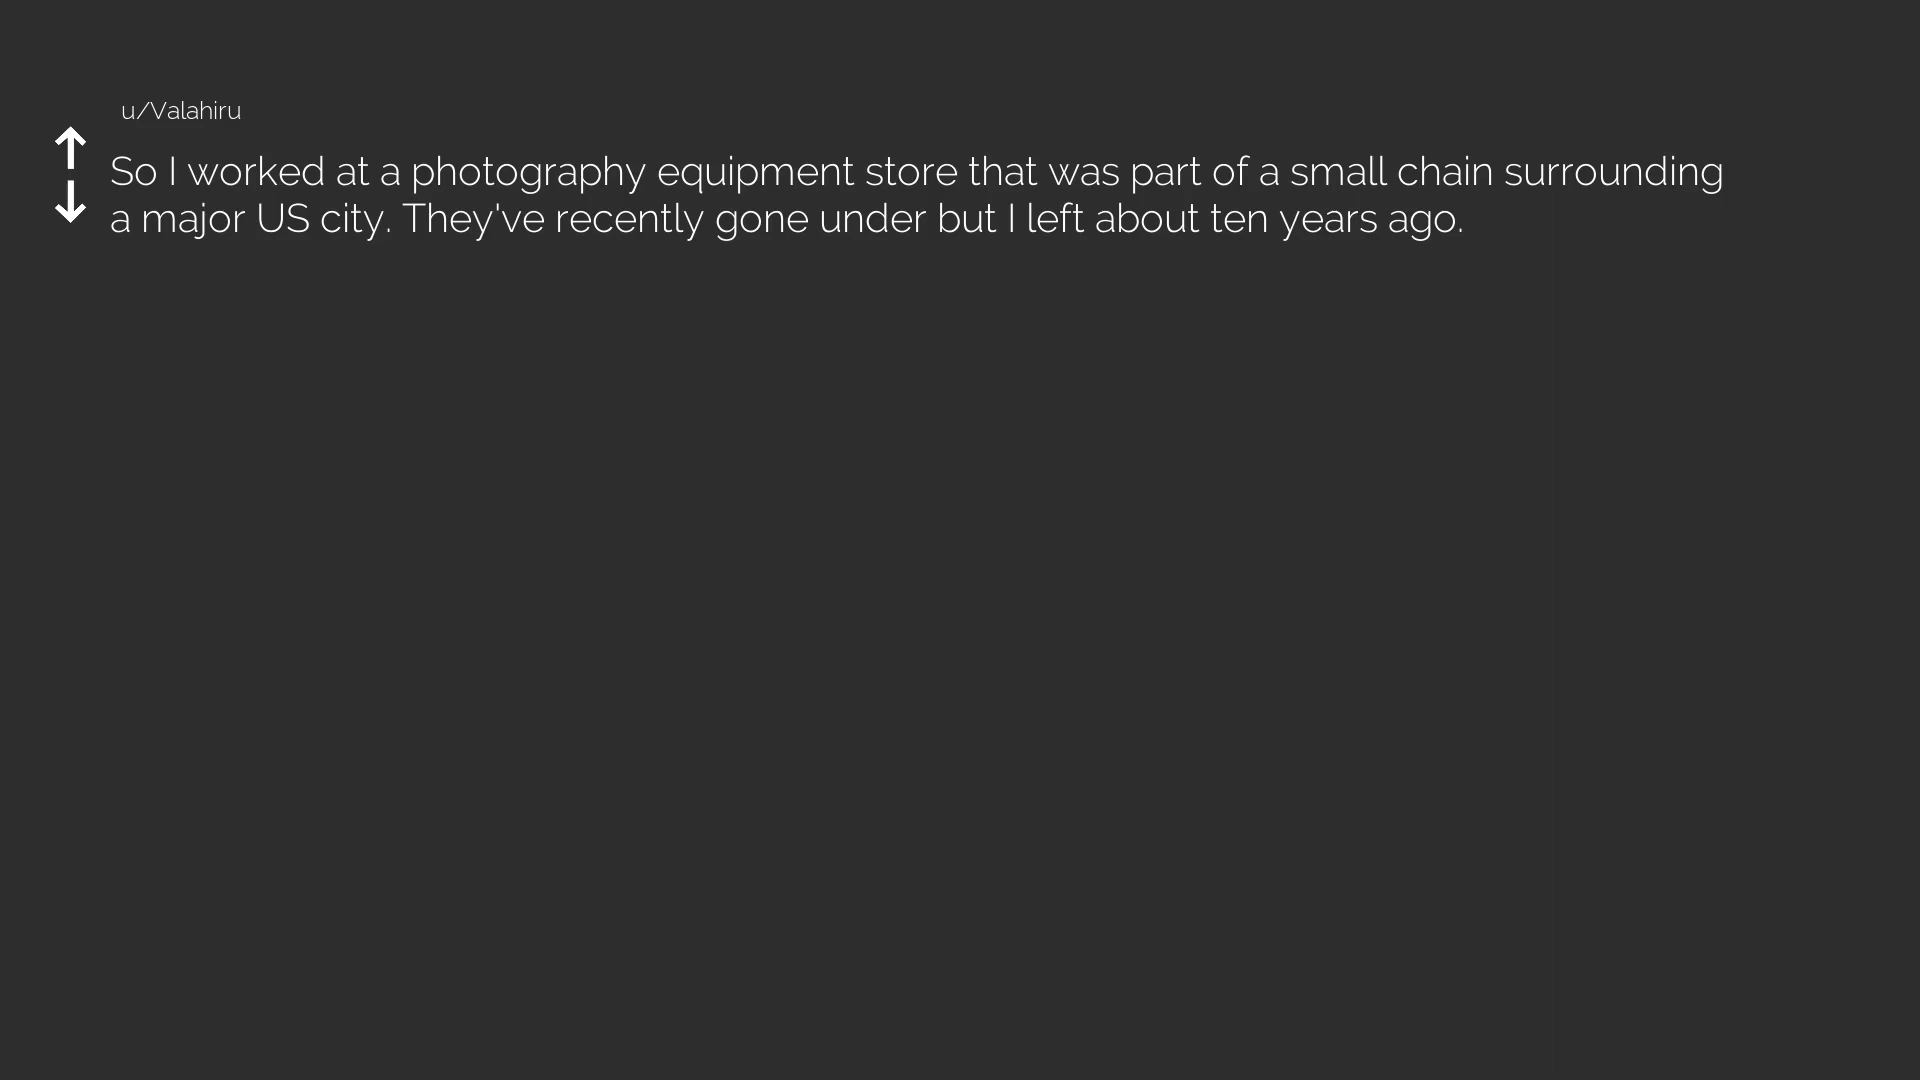 u/Valahiru
So I worked at a photography equipment store that was part of a small chain surrounding
a major US city. They've recently gone under but I left about ten years ago.